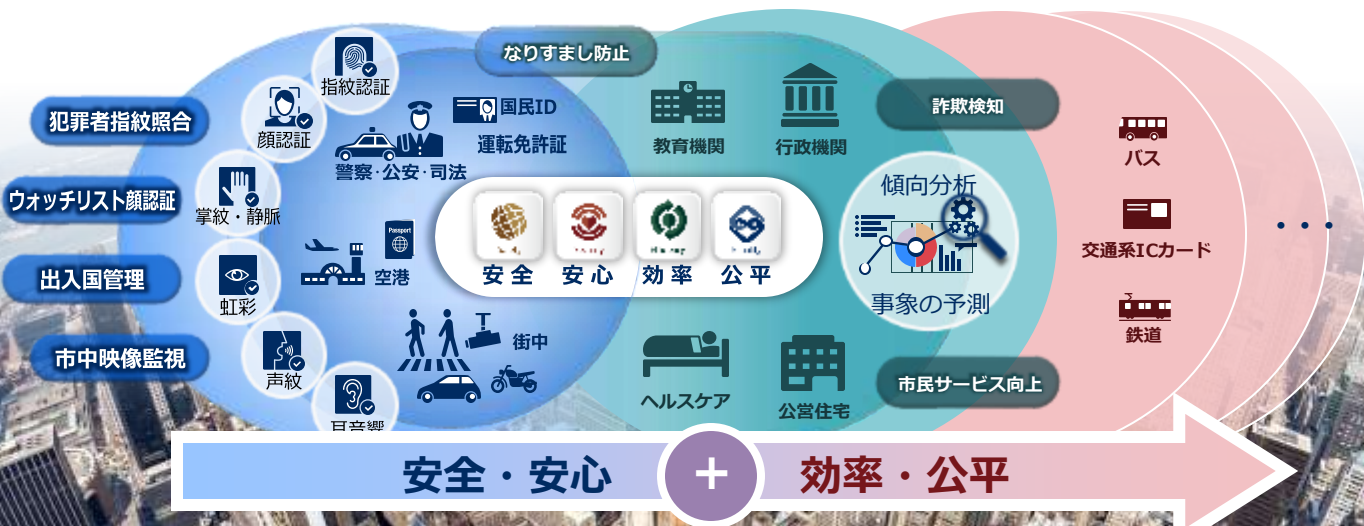 なりすまし防止
指紋認証
犯罪者指紋照合
顔認証
国民ID
運転免許証
警察・公安・司法
教育機関
行政機関
詐欺検知
バス
ウォッチリスト顔認証
掌紋・静脈
傾向分析
Passport
空港
安全
安心
効率
公平
交通系ICカード
出入国管理
虹彩
事象の予測
市中映像監視
声紋
街中
鉄道
ヘルスケア
公営住宅
市民サービス向上
耳音響
安全・安心
+
効率・公平